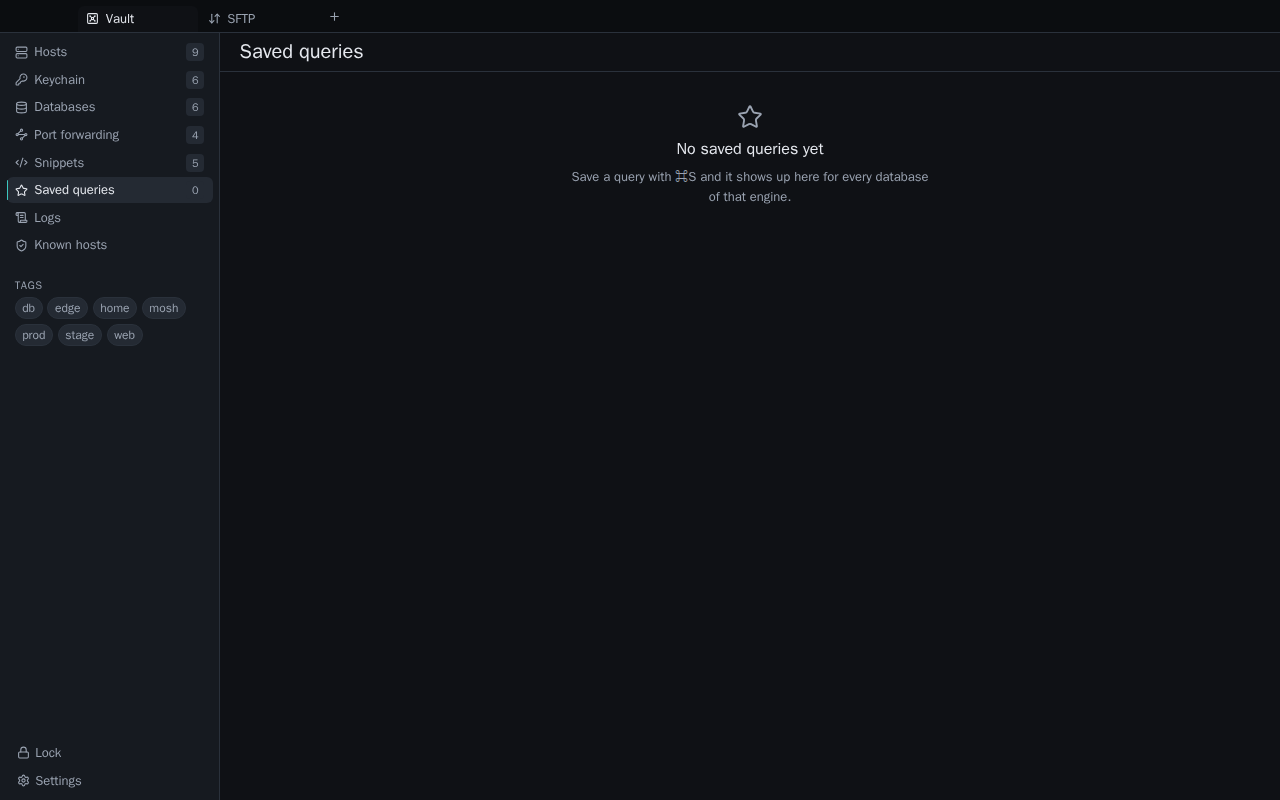 Vault
SFTP
+
Hosts 9
Keychain 6
Databases 6
Port forwarding 4
Snippets 5
Saved queries 0
Logs
Known hosts
TAGS
db edge home mosh
prod stage web
Lock
Settings
Saved queries
No saved queries yet
Save a query with ⌘S and it shows up here for every database
of that engine.